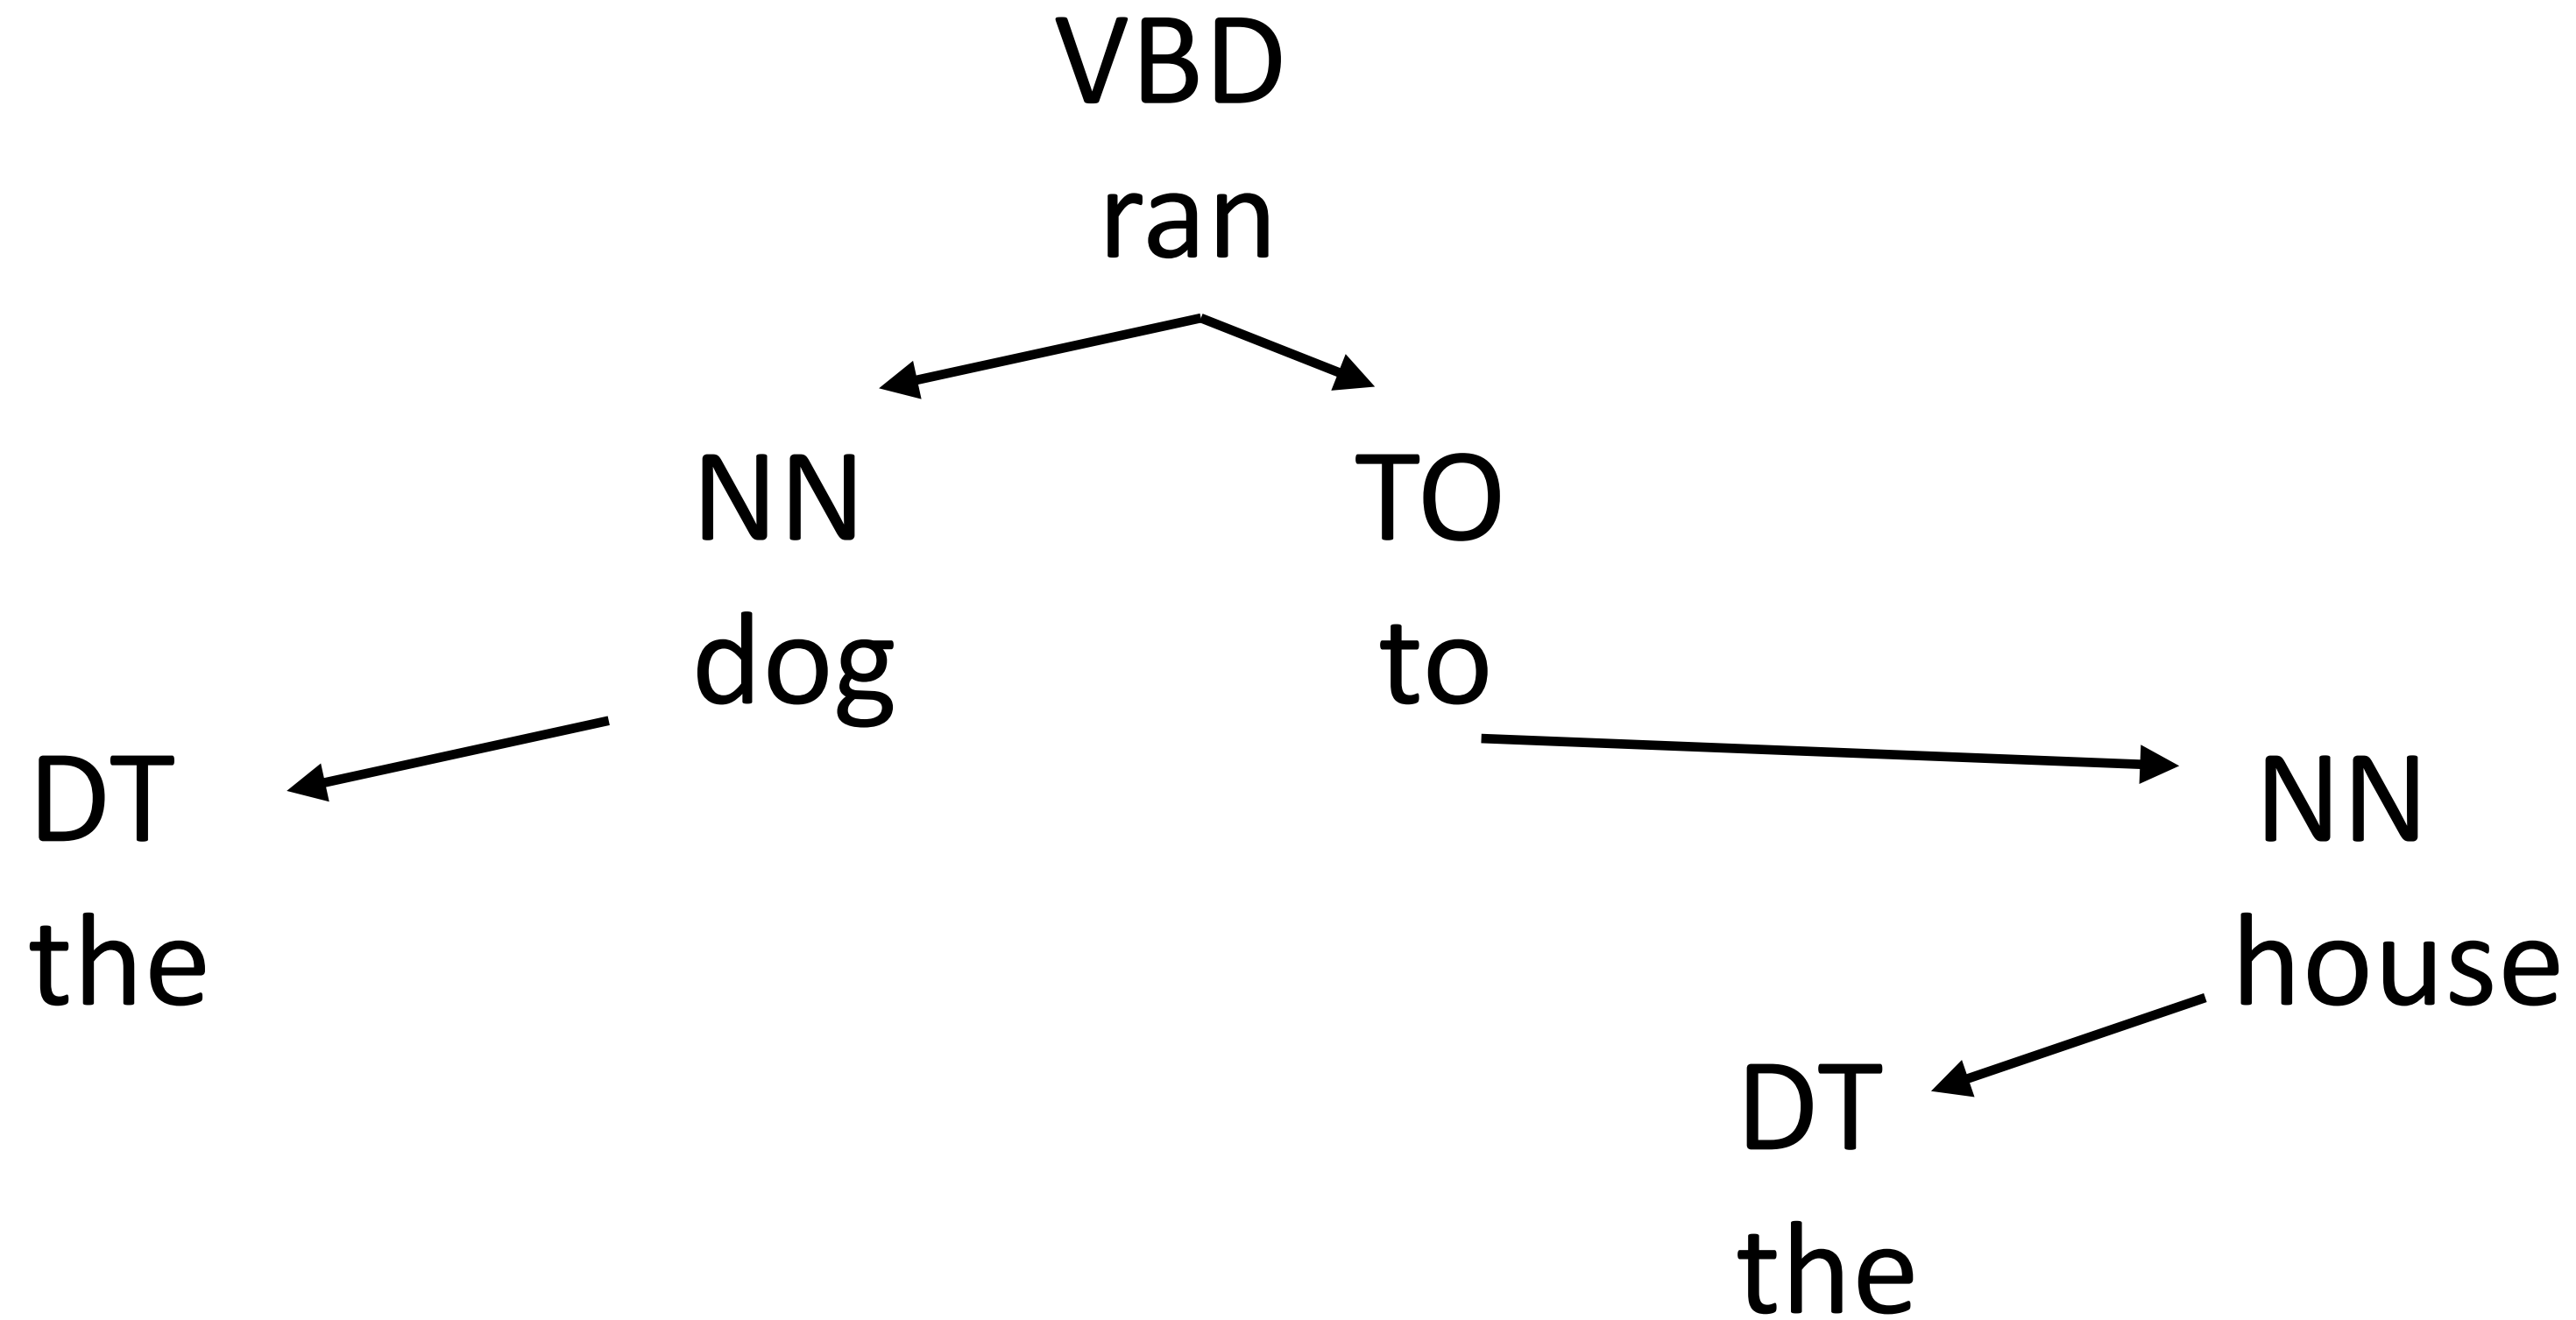 VBD
ran
NN TO
dog to
DT NN
the house
DT
the